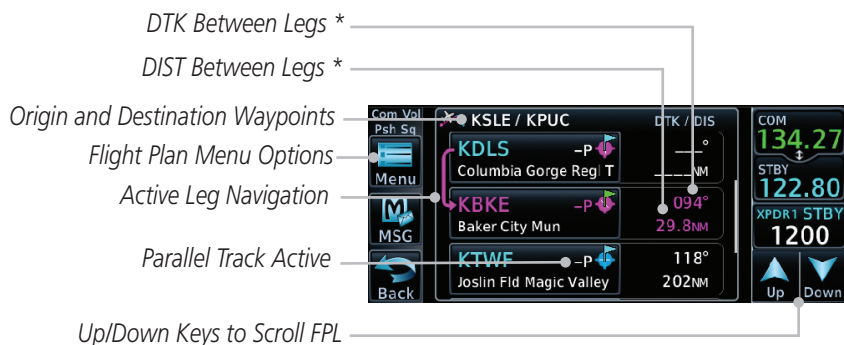 DTK Between Legs *
DIST Between Legs *
Origin and Destination Waypoints
Flight Plan Menu Options
Active Leg Navigation
Parallel Track Active
Up/Down Keys to Scroll FPL
Com Vol
Psh Sq
Menu
MSG
Back
KSLE / KPUC DTK / DIS
KDLS –P ___°
Columbia Gorge Regl T ____NM
KBKE –P 094°
Baker City Mun 29.8NM
KTWF –P 118°
Joslin Fld Magic Valley 202NM
COM
134.27
STBY
122.80
XPDR1 STBY
1200
Up Down